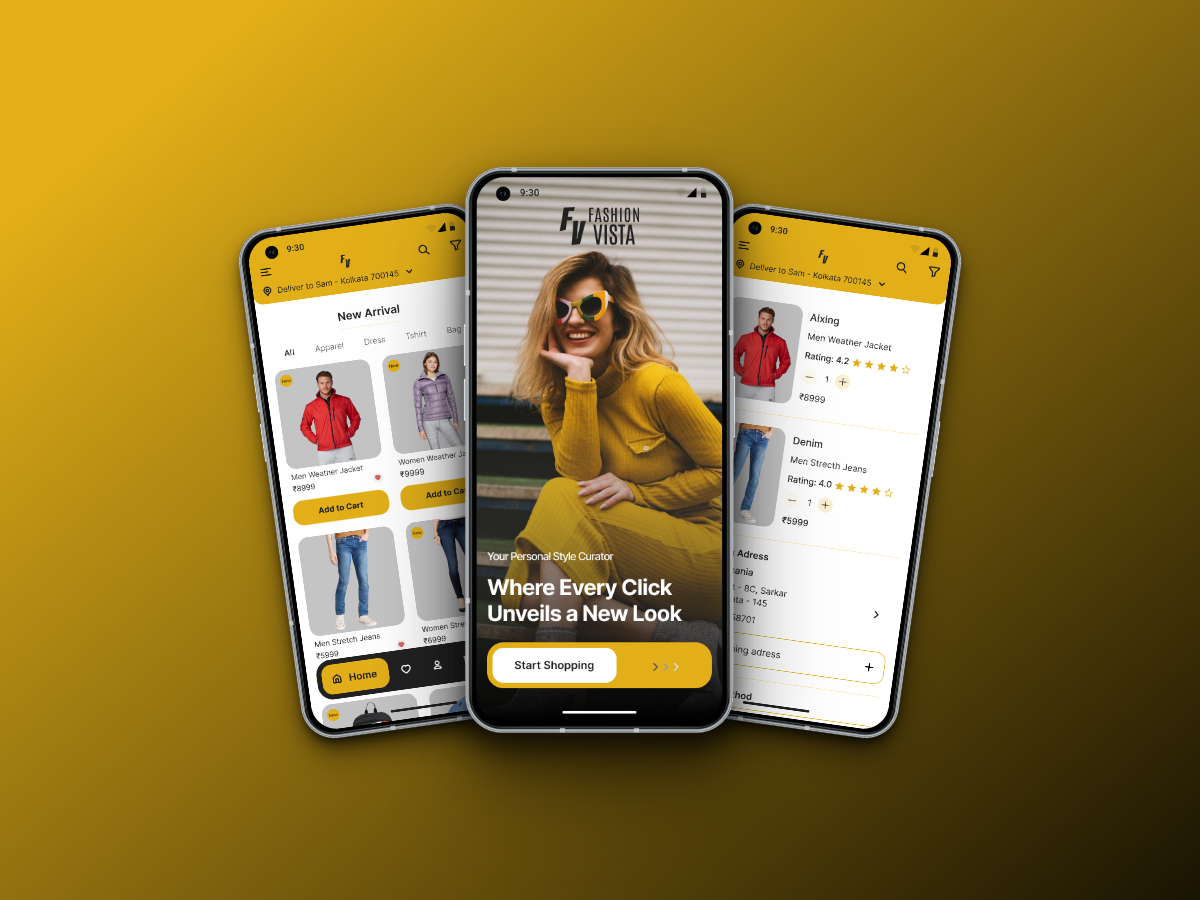 9:30
FV
Deliver to Sam - Kolkata 700145
New Arrival
All Apparel Dress Tshirt Bag
New
New
Men Weather Jacket
₹8999
Women Weather Ja
₹9999
Add to Cart
Add to Ca
New
Men Stretch Jeans
₹5999
Women Stre
₹6999
Home
New
9:30
FV FASHION
VISTA
Your Personal Style Curator
Where Every Click
Unveils a New Look
Start Shopping
9:30
FV
Deliver to Sam - Kolkata 700145
Aixing
Men Weather Jacket
Rating: 4.2
1
₹8999
Denim
Men Strecth Jeans
Rating: 4.0
1
₹5999
Adress
ania
- 8C, Sarkar
ata - 145
58701
ing adress
thod